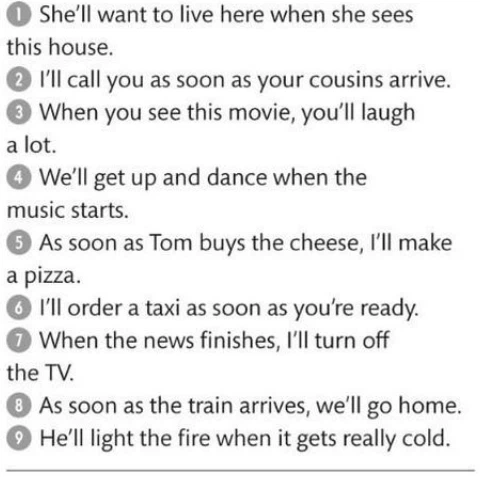 1 She'll want to live here when she sees
this house.
2 I'll call you as soon as your cousins arrive.
3 When you see this movie, you'll laugh
a lot.
4 We'll get up and dance when the
music starts.
5 As soon as Tom buys the cheese, I'll make
a pizza.
6 I'll order a taxi as soon as you're ready.
7 When the news finishes, I'll turn off
the TV.
8 As soon as the train arrives, we'll go home.
9 He'll light the fire when it gets really cold.